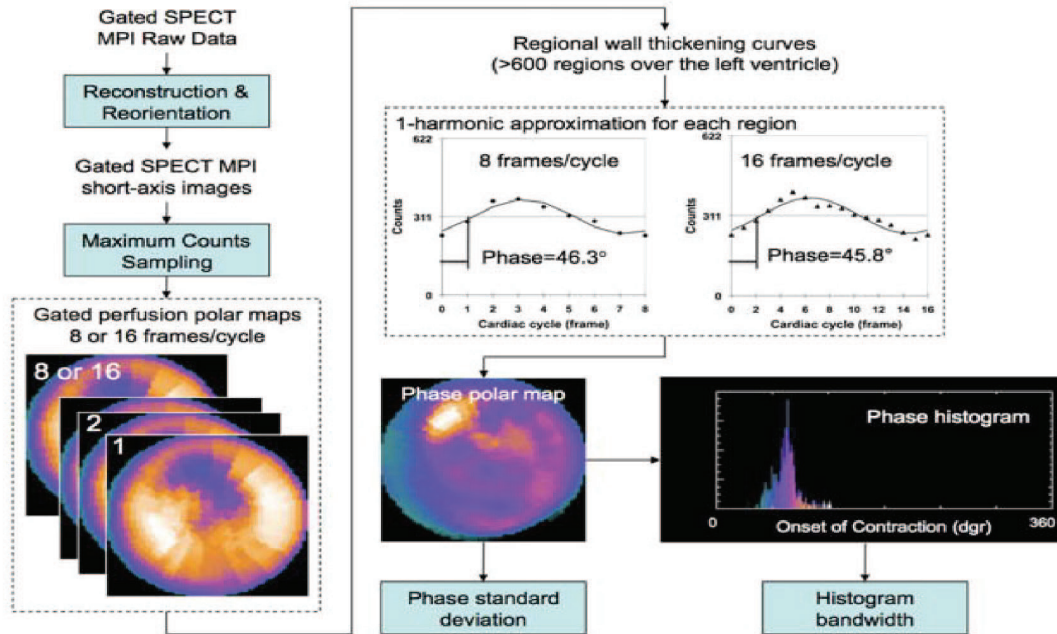 Gated SPECT
MPI Raw Data
Reconstruction &
Reorientation
Gated SPECT MPI
short-axis images
Maximum Counts
Sampling
Gated perfusion polar maps
8 or 16 frames/cycle
8 or 16
2
1
Regional wall thickening curves
(>600 regions over the left ventricle)
1-harmonic approximation for each region
622
8 frames/cycle
311
Counts
Phase=46.3°
0
0 1 2 3 4 5 6 7 8
Cardiac cycle (frame)
622
16 frames/cycle
311
Counts
Phase=45.8°
0
0 2 4 6 8 10 12 14 16
Cardiac cycle (frame)
Phase polar map
Phase histogram
0 360
Onset of Contraction (dgr)
Phase standard
deviation
Histogram
bandwidth